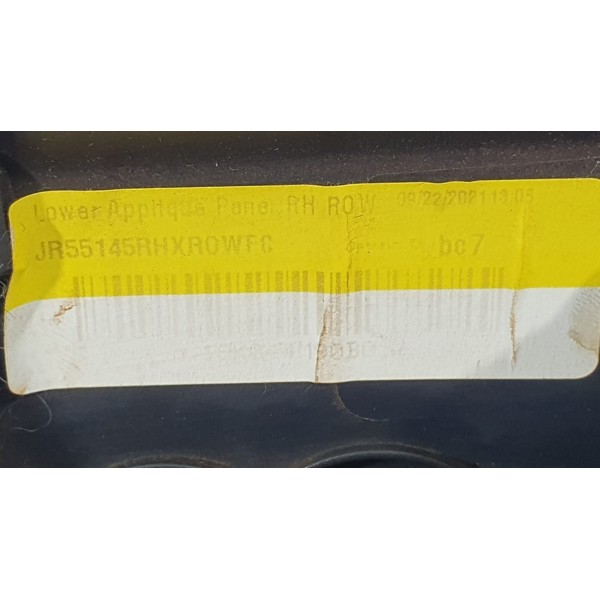 Lower Applique Panel RH ROW 09/22/2021 13:05
JR55145RHXROWFC bc7